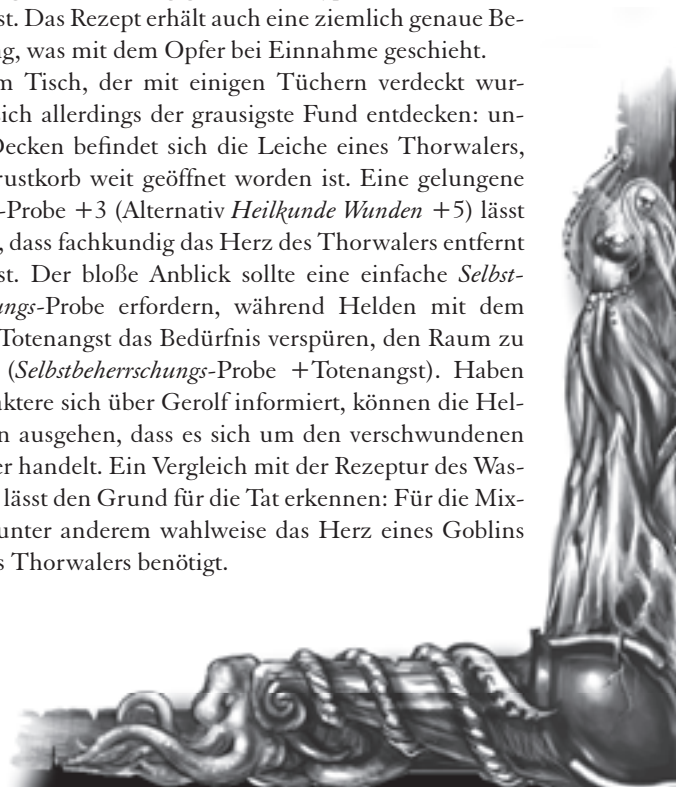 st. Das Rezept erhält auch eine ziemlich genaue Be-
ng, was mit dem Opfer bei Einnahme geschieht.
m Tisch, der mit einigen Tüchern verdeckt wur-
ich allerdings der grausigste Fund entdecken: un-
Decken befindet sich die Leiche eines Thorwalers,
rustkorb weit geöffnet worden ist. Eine gelungene
-Probe +3 (Alternativ Heilkunde Wunden +5) lässt
, dass fachkundig das Herz des Thorwalers entfernt
st. Der bloße Anblick sollte eine einfache Selbst-
ungs-Probe erfordern, während Helden mit dem
Totenangst das Bedürfnis verspüren, den Raum zu
(Selbstbeherrschungs-Probe +Totenangst). Haben
aktere sich über Gerolf informiert, können die Hel-
n ausgehen, dass es sich um den verschwundenen
er handelt. Ein Vergleich mit der Rezeptur des Was-
lässt den Grund für die Tat erkennen: Für die Mix-
unter anderem wahlweise das Herz eines Goblins
s Thorwalers benötigt.